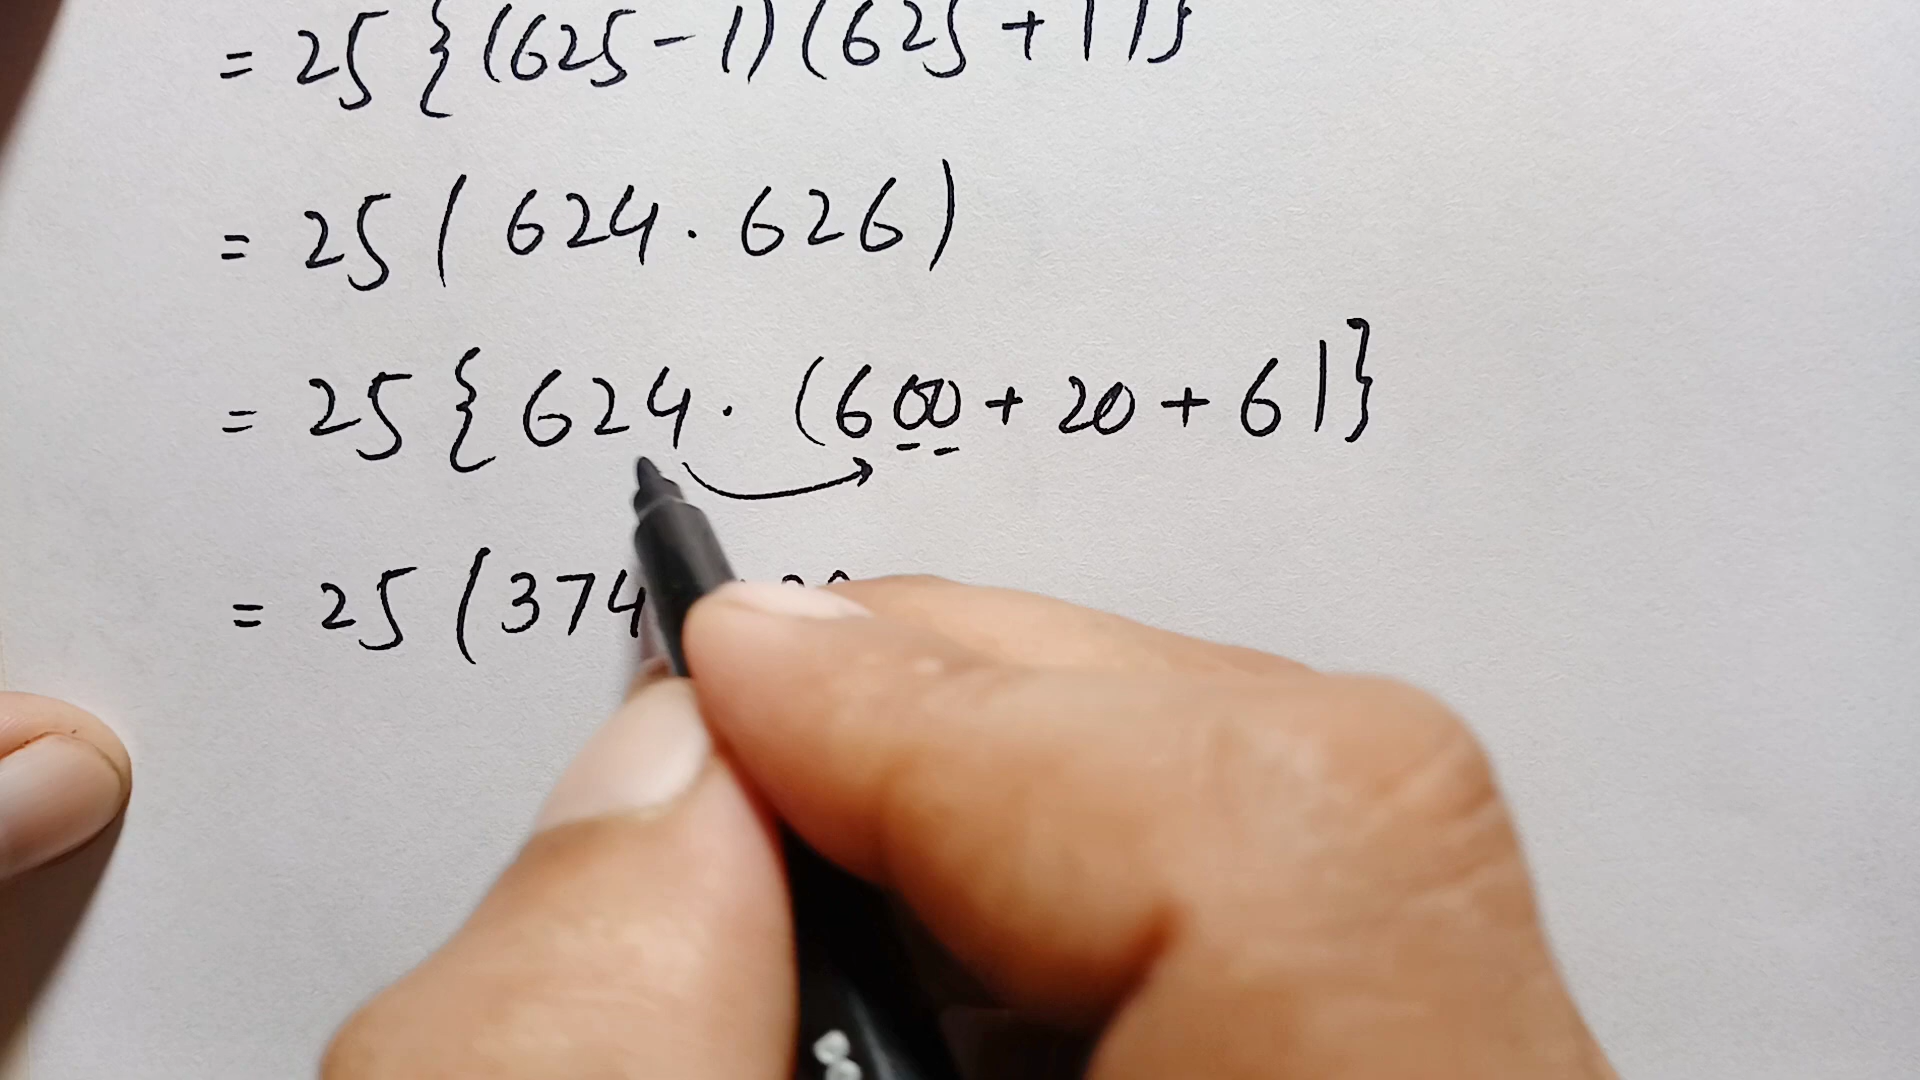 = 25 {(625 - 1) (625 + 1)}
= 25 ( 624 . 626 )
= 25 { 624 . (600 + 20 + 6)}
= 25 (374